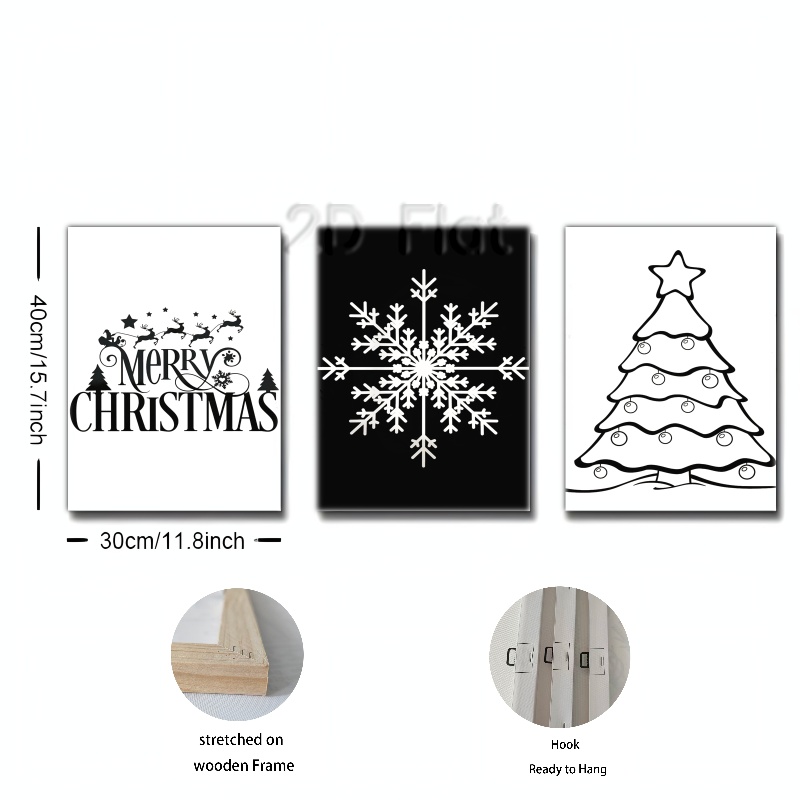 2D Flat
40cm/15.7inch
MERRY
CHRISTMAS
30cm/11.8inch
stretched on
wooden Frame
Hook
Ready to Hang